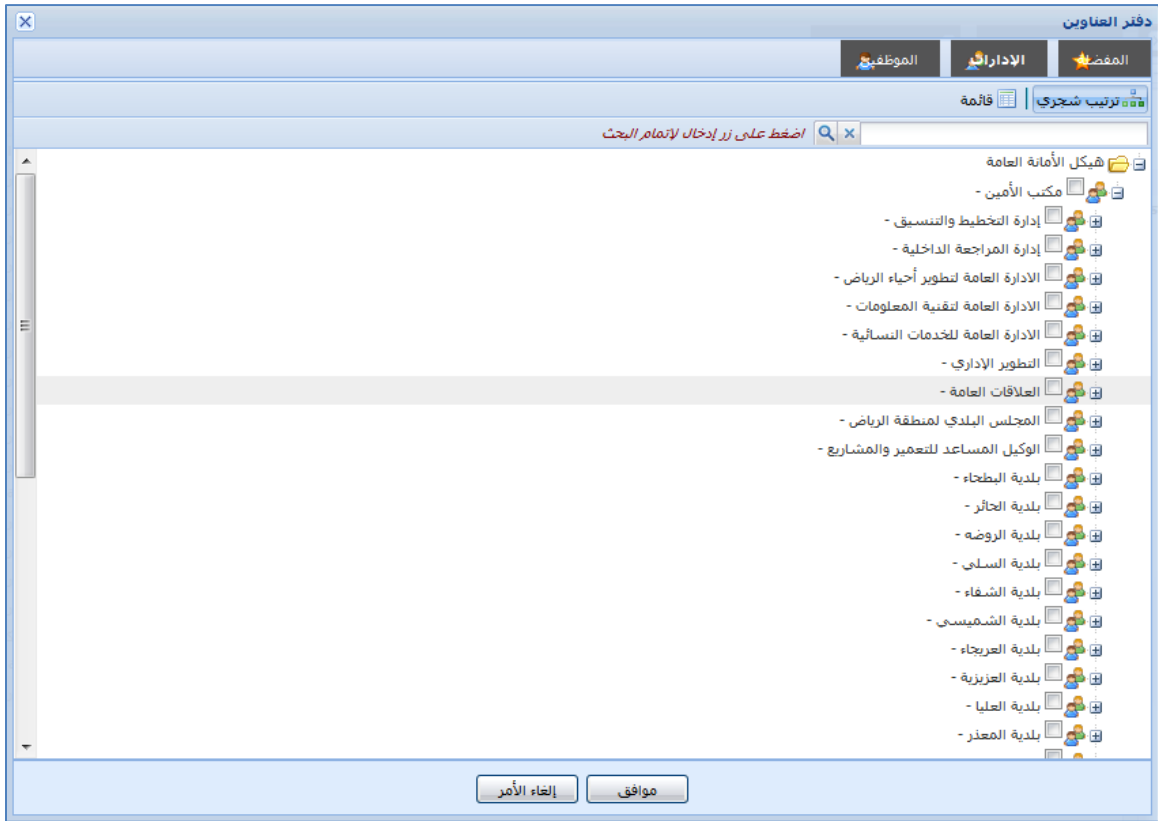 دفتر العناوين
المفضلة الإدارات الموظفين
ترتيب شجري قائمة
اضغط على زر إدخال لإتمام البحث
هيكل الأمانة العامة
مكتب الأمين -
إدارة التخطيط والتنسيق -
إدارة المراجعة الداخلية -
الادارة العامة لتطوير أحياء الرياض -
الادارة العامة لتقنية المعلومات -
الادارة العامة للخدمات النسائية -
التطوير الإداري -
العلاقات العامة -
المجلس البلدي لمنطقة الرياض -
الوكيل المساعد للتعمير والمشاريع -
بلدية البطحاء -
بلدية الحائر -
بلدية الروضه -
بلدية السلي -
بلدية الشفاء -
بلدية الشميسي -
بلدية العريجاء -
بلدية العزيزية -
بلدية العليا -
بلدية المعذر -
موافق إلغاء الأمر